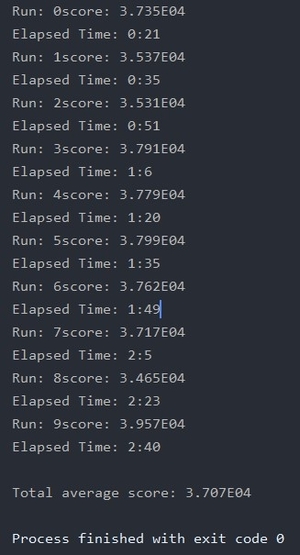 Run: 0score: 3.735E04
Elapsed Time: 0:21
Run: 1score: 3.537E04
Elapsed Time: 0:35
Run: 2score: 3.531E04
Elapsed Time: 0:51
Run: 3score: 3.791E04
Elapsed Time: 1:6
Run: 4score: 3.779E04
Elapsed Time: 1:20
Run: 5score: 3.799E04
Elapsed Time: 1:35
Run: 6score: 3.762E04
Elapsed Time: 1:49
Run: 7score: 3.717E04
Elapsed Time: 2:5
Run: 8score: 3.465E04
Elapsed Time: 2:23
Run: 9score: 3.957E04
Elapsed Time: 2:40
Total average score: 3.707E04
Process finished with exit code 0